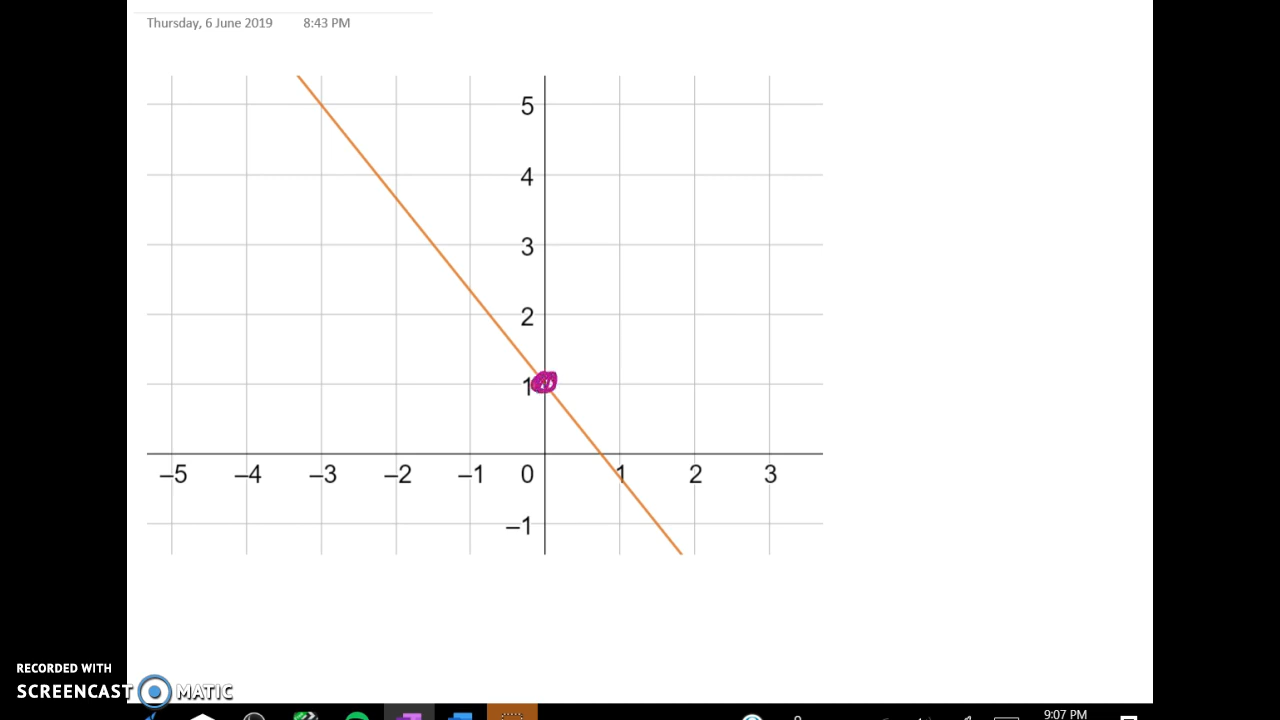 Thursday, 6 June 2019 8:43 PM
5
4
3
2
1
–5 –4 –3 –2 –1 0 1 2 3
–1
RECORDED WITH
SCREENCAST MATIC
9:07 PM